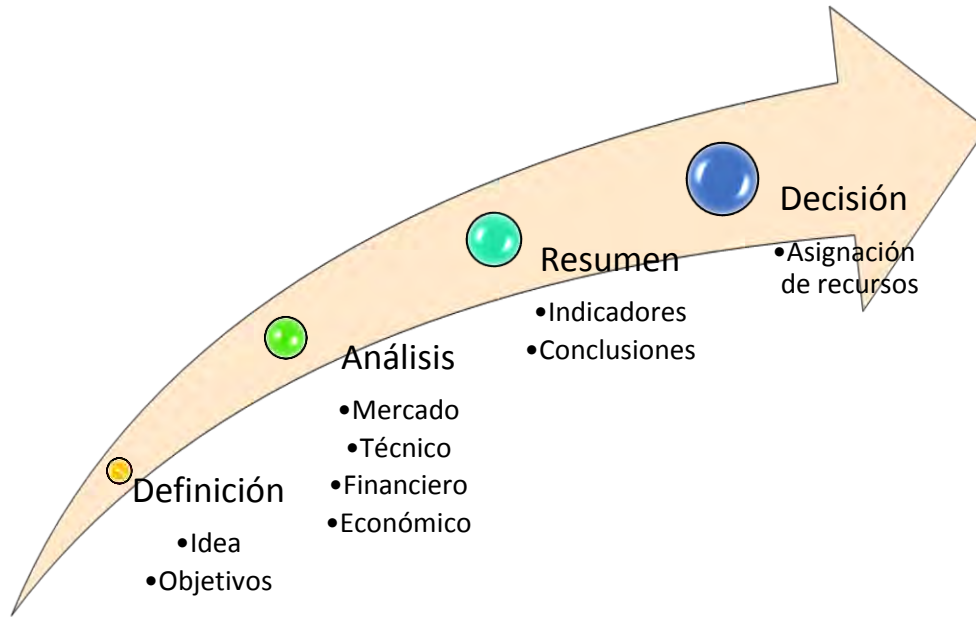 Definición
•Idea
•Objetivos
Análisis
•Mercado
•Técnico
•Financiero
•Económico
Resumen
•Indicadores
•Conclusiones
Decisión
•Asignación
de recursos